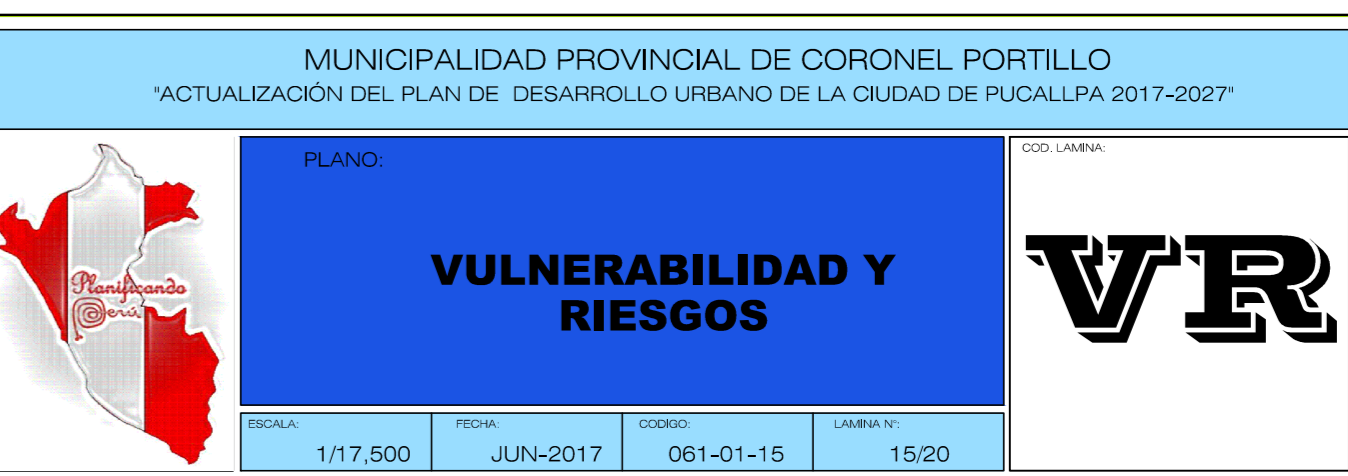 MUNICIPALIDAD PROVINCIAL DE CORONEL PORTILLO
"ACTUALIZACIÓN DEL PLAN DE DESARROLLO URBANO DE LA CIUDAD DE PUCALLPA 2017-2027"
Planificando
Perú
PLANO:
VULNERABILIDAD Y
RIESGOS
COD. LAMINA:
VR
ESCALA:
1/17,500
FECHA:
JUN-2017
CODIGO:
061-01-15
LAMINA N°:
15/20